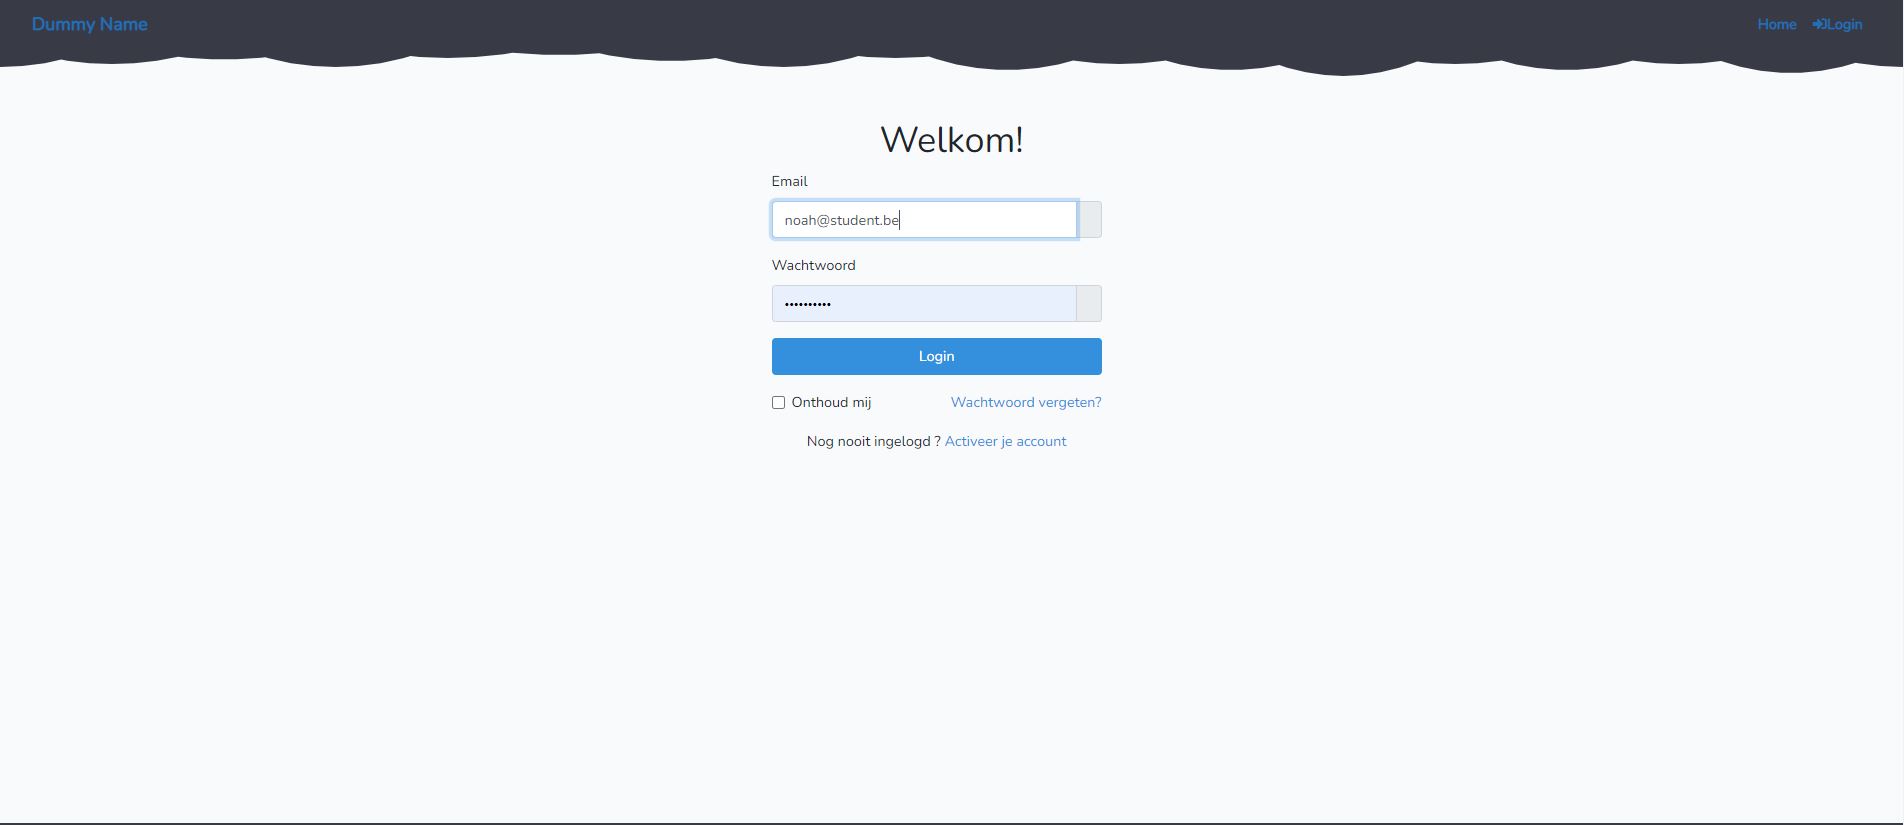 Dummy Name
Home Login
Welkom!
Email
noah@student.be
Wachtwoord
••••••••••
Login
Onthoud mij Wachtwoord vergeten?
Nog nooit ingelogd ? Activeer je account